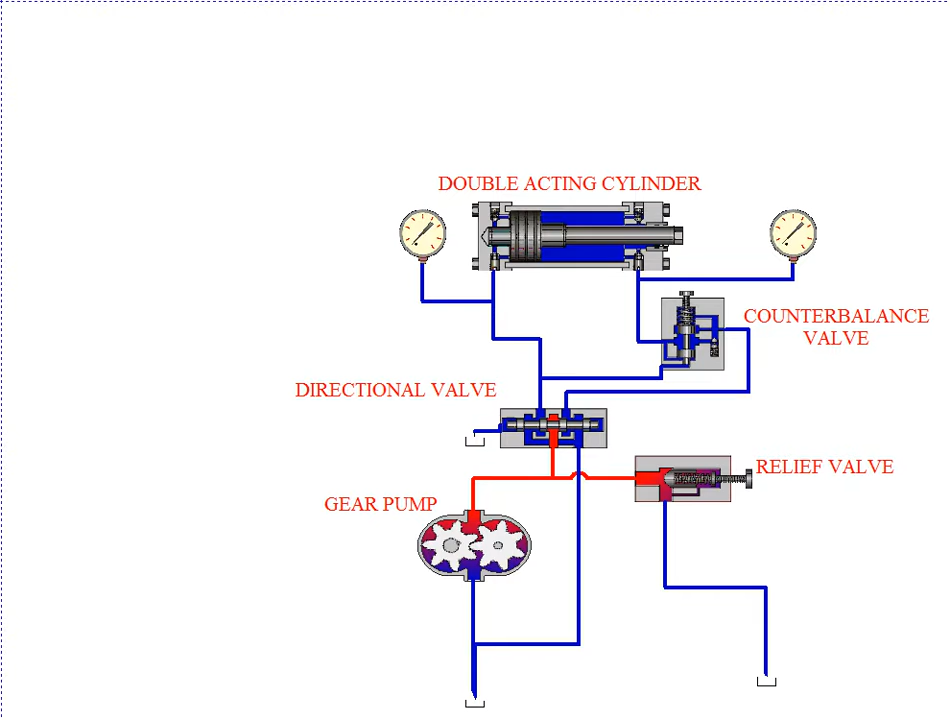 DOUBLE ACTING CYLINDER
COUNTERBALANCE
VALVE
DIRECTIONAL VALVE
RELIEF VALVE
GEAR PUMP